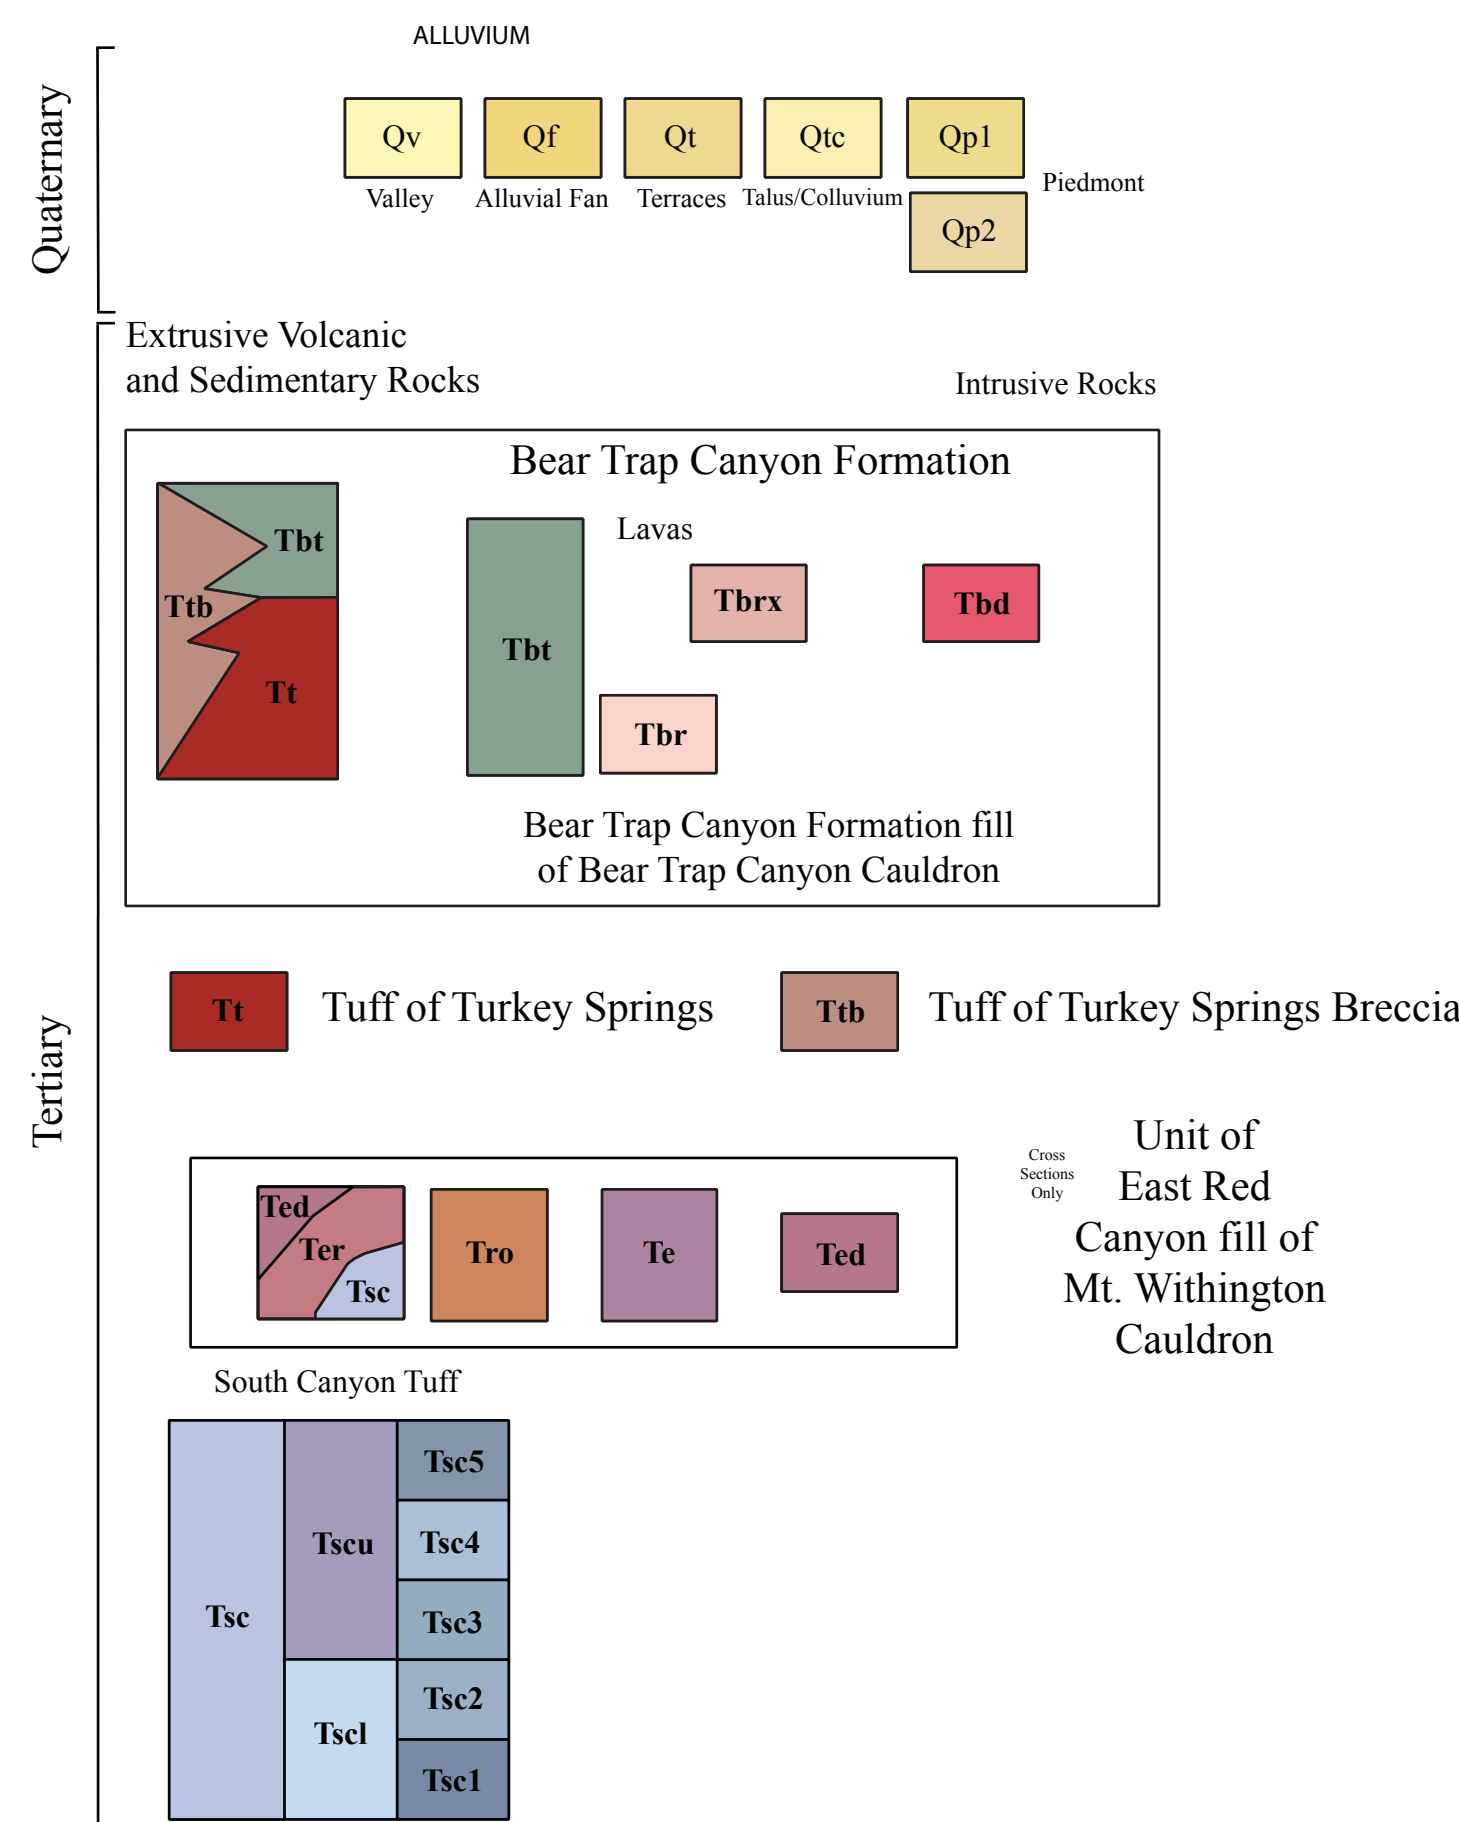 ALLUVIUM
Quaternary
Qv
Qf
Qt
Qtc
Qp1
Valley
Alluvial Fan
Terraces
Talus/Colluvium
Piedmont
Qp2
Extrusive Volcanic
and Sedimentary Rocks
Intrusive Rocks
Bear Trap Canyon Formation
Tbt
Ttb
Tt
Tbt
Lavas
Tbrx
Tbd
Tbr
Bear Trap Canyon Formation fill
of Bear Trap Canyon Cauldron
Tertiary
Tt
Tuff of Turkey Springs
Ttb
Tuff of Turkey Springs Breccia
Ted
Ter
Tsc
Tro
Te
Ted
Cross
Sections
Only
Unit of
East Red
Canyon fill of
Mt. Withington
Cauldron
South Canyon Tuff
Tsc
Tscu
Tscl
Tsc5
Tsc4
Tsc3
Tsc2
Tsc1